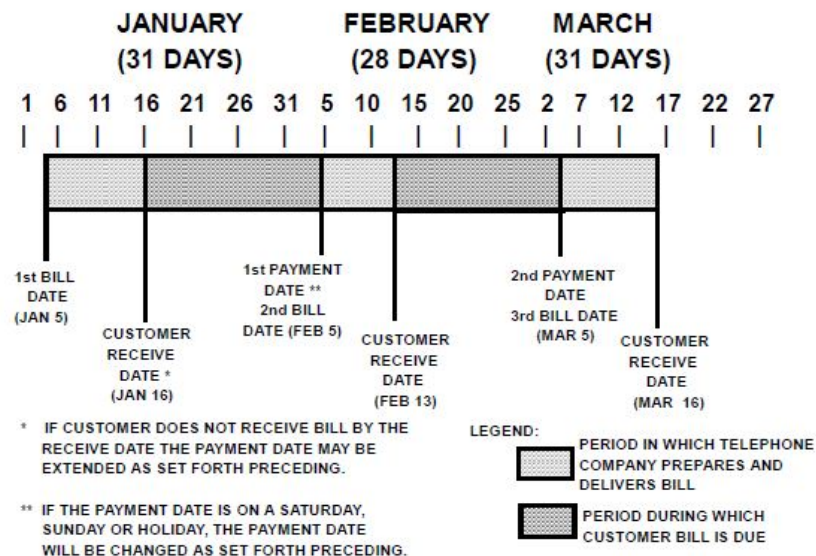 JANUARY FEBRUARY MARCH
(31 DAYS) (28 DAYS) (31 DAYS)
1 6 11 16 21 26 31 5 10 15 20 25 2 7 12 17 22 27
1st BILL
DATE
(JAN 5)
CUSTOMER
RECEIVE
DATE *
(JAN 16)
1st PAYMENT
DATE **
2nd BILL
DATE (FEB 5)
CUSTOMER
RECEIVE
DATE
(FEB 13)
2nd PAYMENT
DATE
3rd BILL DATE
(MAR 5)
CUSTOMER
RECEIVE
DATE
(MAR 16)
* IF CUSTOMER DOES NOT RECEIVE BILL BY THE
RECEIVE DATE THE PAYMENT DATE MAY BE
EXTENDED AS SET FORTH PRECEDING.
** IF THE PAYMENT DATE IS ON A SATURDAY,
SUNDAY OR HOLIDAY, THE PAYMENT DATE
WILL BE CHANGED AS SET FORTH PRECEDING.
LEGEND:
PERIOD IN WHICH TELEPHONE
COMPANY PREPARES AND
DELIVERS BILL
PERIOD DURING WHICH
CUSTOMER BILL IS DUE